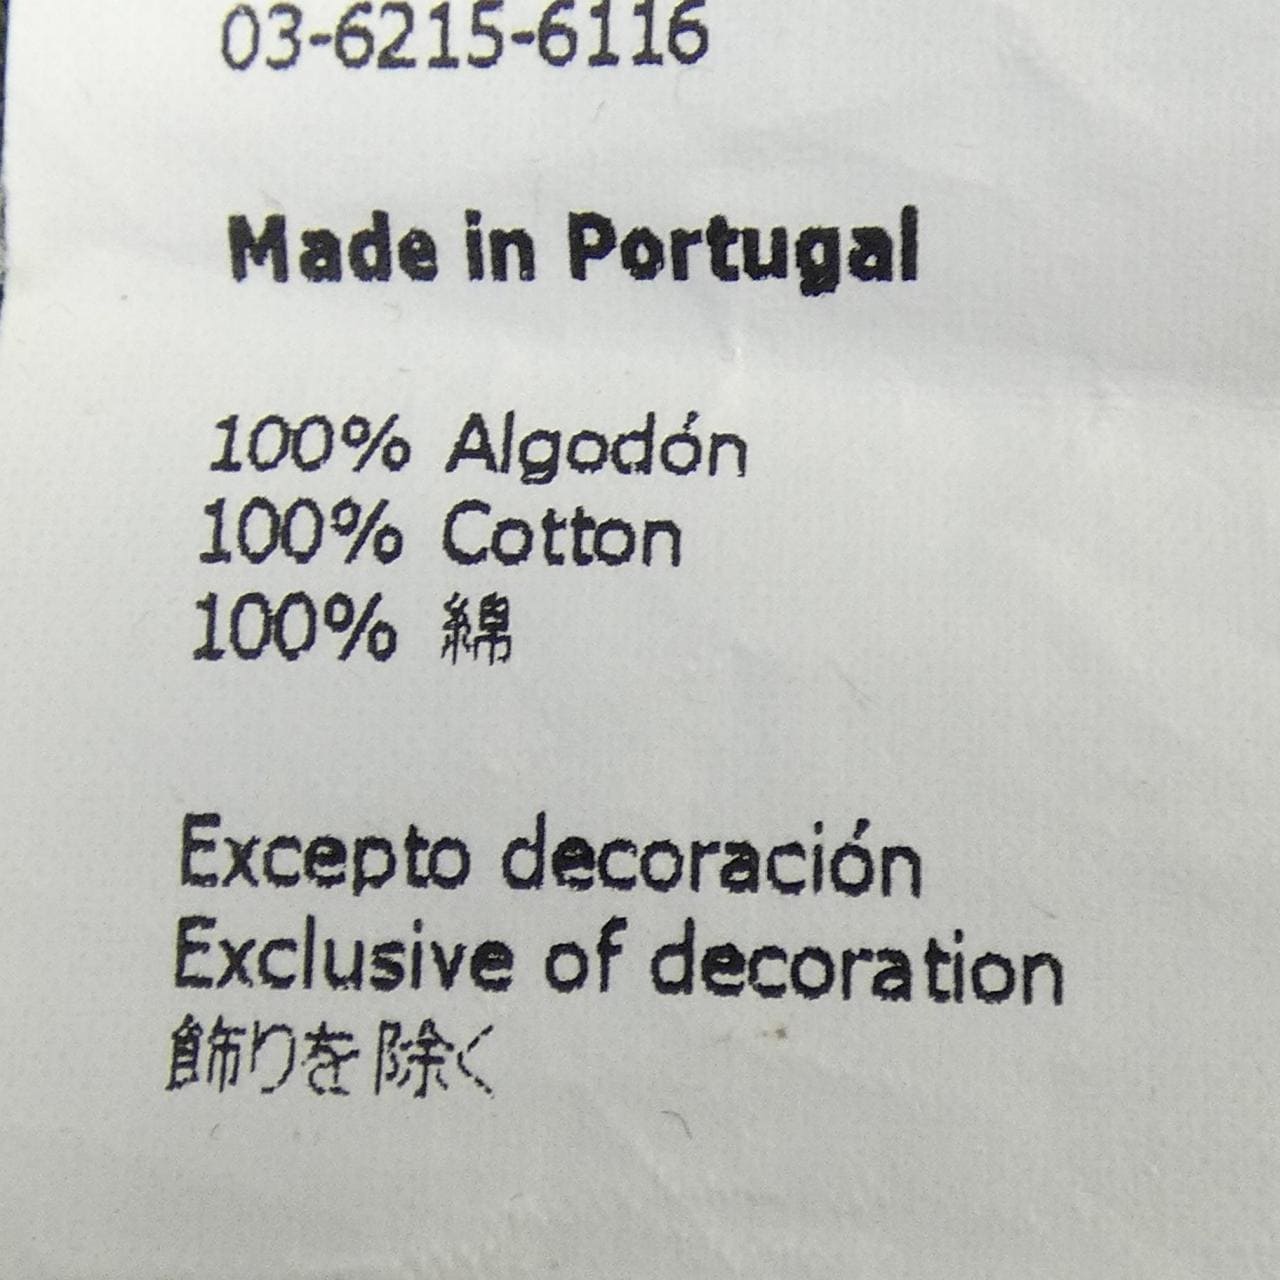 03-6215-6116
Made in Portugal
100% Algodón
100% Cotton
100% 綿
Excepto decoración
Exclusive of decoration
飾りを除く